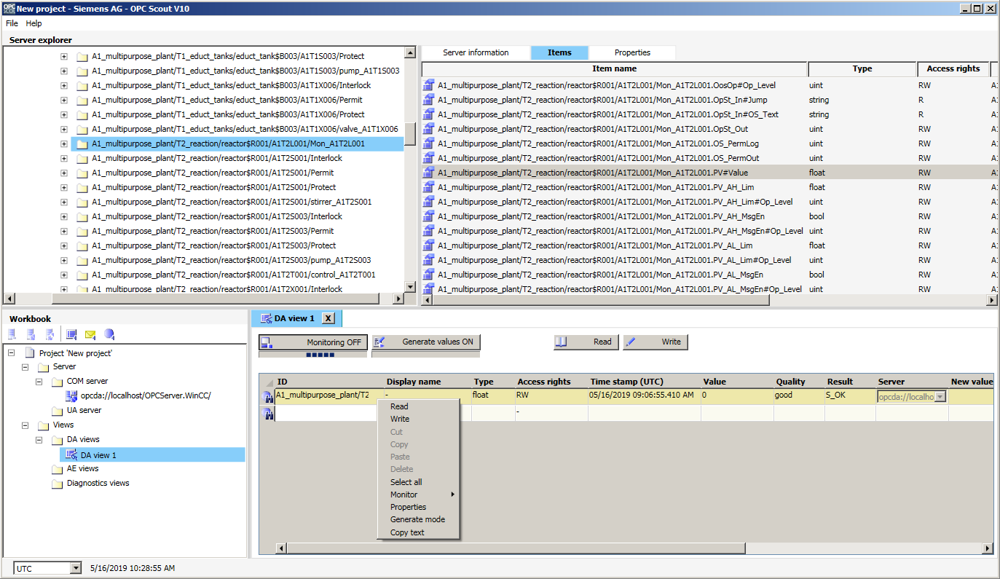 OPC SCOUT New project - Siemens AG - OPC Scout V10
File Help
Server explorer
A1_multipurpose_plant/T1_educt_tanks/educt_tank$B003/A1T1S003/Protect
A1_multipurpose_plant/T1_educt_tanks/educt_tank$B003/A1T1S003/pump_A1T1S003
A1_multipurpose_plant/T1_educt_tanks/educt_tank$B003/A1T1X006/Interlock
A1_multipurpose_plant/T1_educt_tanks/educt_tank$B003/A1T1X006/Permit
A1_multipurpose_plant/T1_educt_tanks/educt_tank$B003/A1T1X006/Protect
A1_multipurpose_plant/T1_educt_tanks/educt_tank$B003/A1T1X006/valve_A1T1X006
A1_multipurpose_plant/T2_reaction/reactor$R001/A1T2L001/Mon_A1T2L001
A1_multipurpose_plant/T2_reaction/reactor$R001/A1T2S001/Interlock
A1_multipurpose_plant/T2_reaction/reactor$R001/A1T2S001/Permit
A1_multipurpose_plant/T2_reaction/reactor$R001/A1T2S001/Protect
A1_multipurpose_plant/T2_reaction/reactor$R001/A1T2S001/stirrer_A1T2S001
A1_multipurpose_plant/T2_reaction/reactor$R001/A1T2S003/Interlock
A1_multipurpose_plant/T2_reaction/reactor$R001/A1T2S003/Permit
A1_multipurpose_plant/T2_reaction/reactor$R001/A1T2S003/Protect
A1_multipurpose_plant/T2_reaction/reactor$R001/A1T2S003/pump_A1T2S003
A1_multipurpose_plant/T2_reaction/reactor$R001/A1T2T001/control_A1T2T001
A1_multipurpose_plant/T2_reaction/reactor$R001/A1T2X001/Interlock
Server information Items Properties
Item name Type Access rights
A1_multipurpose_plant/T2_reaction/reactor$R001/A1T2L001/Mon_A1T2L001.OosOp#Op_Level uint RW A1
A1_multipurpose_plant/T2_reaction/reactor$R001/A1T2L001/Mon_A1T2L001.OpSt_In#Jump string R A1
A1_multipurpose_plant/T2_reaction/reactor$R001/A1T2L001/Mon_A1T2L001.OpSt_In#OS_Text string R A1
A1_multipurpose_plant/T2_reaction/reactor$R001/A1T2L001/Mon_A1T2L001.OpSt_Out uint RW A1
A1_multipurpose_plant/T2_reaction/reactor$R001/A1T2L001/Mon_A1T2L001.OS_PermLog uint RW A1
A1_multipurpose_plant/T2_reaction/reactor$R001/A1T2L001/Mon_A1T2L001.OS_PermOut uint RW A1
A1_multipurpose_plant/T2_reaction/reactor$R001/A1T2L001/Mon_A1T2L001.PV#Value float RW A1
A1_multipurpose_plant/T2_reaction/reactor$R001/A1T2L001/Mon_A1T2L001.PV_AH_Lim float RW A1
A1_multipurpose_plant/T2_reaction/reactor$R001/A1T2L001/Mon_A1T2L001.PV_AH_Lim#Op_Level uint RW A1
A1_multipurpose_plant/T2_reaction/reactor$R001/A1T2L001/Mon_A1T2L001.PV_AH_MsgEn bool RW A1
A1_multipurpose_plant/T2_reaction/reactor$R001/A1T2L001/Mon_A1T2L001.PV_AH_MsgEn#Op_Level uint RW A1
A1_multipurpose_plant/T2_reaction/reactor$R001/A1T2L001/Mon_A1T2L001.PV_AL_Lim float RW A1
A1_multipurpose_plant/T2_reaction/reactor$R001/A1T2L001/Mon_A1T2L001.PV_AL_Lim#Op_Level uint RW A1
A1_multipurpose_plant/T2_reaction/reactor$R001/A1T2L001/Mon_A1T2L001.PV_AL_MsgEn bool RW A1
A1_multipurpose_plant/T2_reaction/reactor$R001/A1T2L001/Mon_A1T2L001.PV_AL_MsgEn#Op_Level uint RW A1
Workbook
Project 'New project'
Server
COM server
opcda://localhost/OPCServer.WinCC/
UA server
Views
DA views
DA view 1
AE views
Diagnostics views
DA view 1 X
Monitoring OFF Generate values ON Read Write
ID Display name Type Access rights Time stamp (UTC) Value Quality Result Server New value
A1_multipurpose_plant/T2 - float RW 05/16/2019 09:06:55.410 AM 0 good S_OK opcda://localho
-
Read
Write
Cut
Copy
Paste
Delete
Select all
Monitor
Properties
Generate mode
Copy text
UTC 5/16/2019 10:28:55 AM